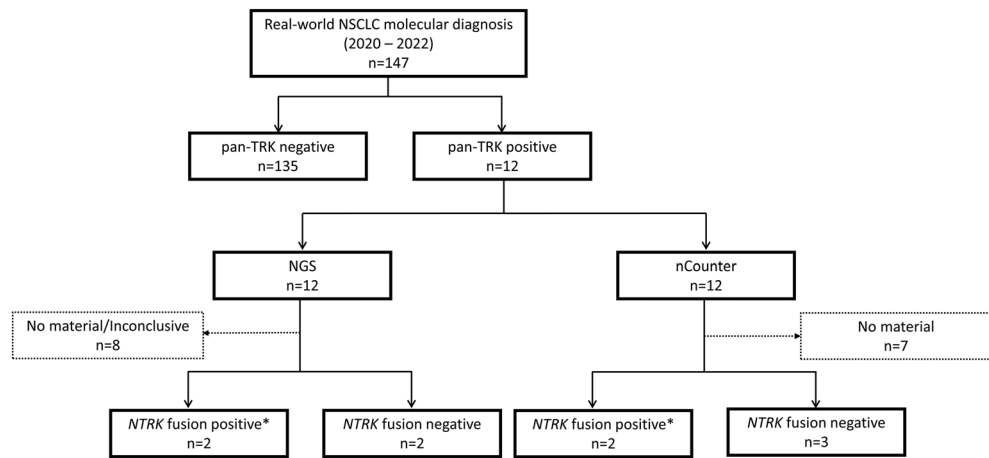 Real-world NSCLC molecular diagnosis
(2020 – 2022)
n=147
pan-TRK negative
n=135
pan-TRK positive
n=12
NGS
n=12
nCounter
n=12
No material/Inconclusive
n=8
No material
n=7
NTRK fusion positive*
n=2
NTRK fusion negative
n=2
NTRK fusion positive*
n=2
NTRK fusion negative
n=3